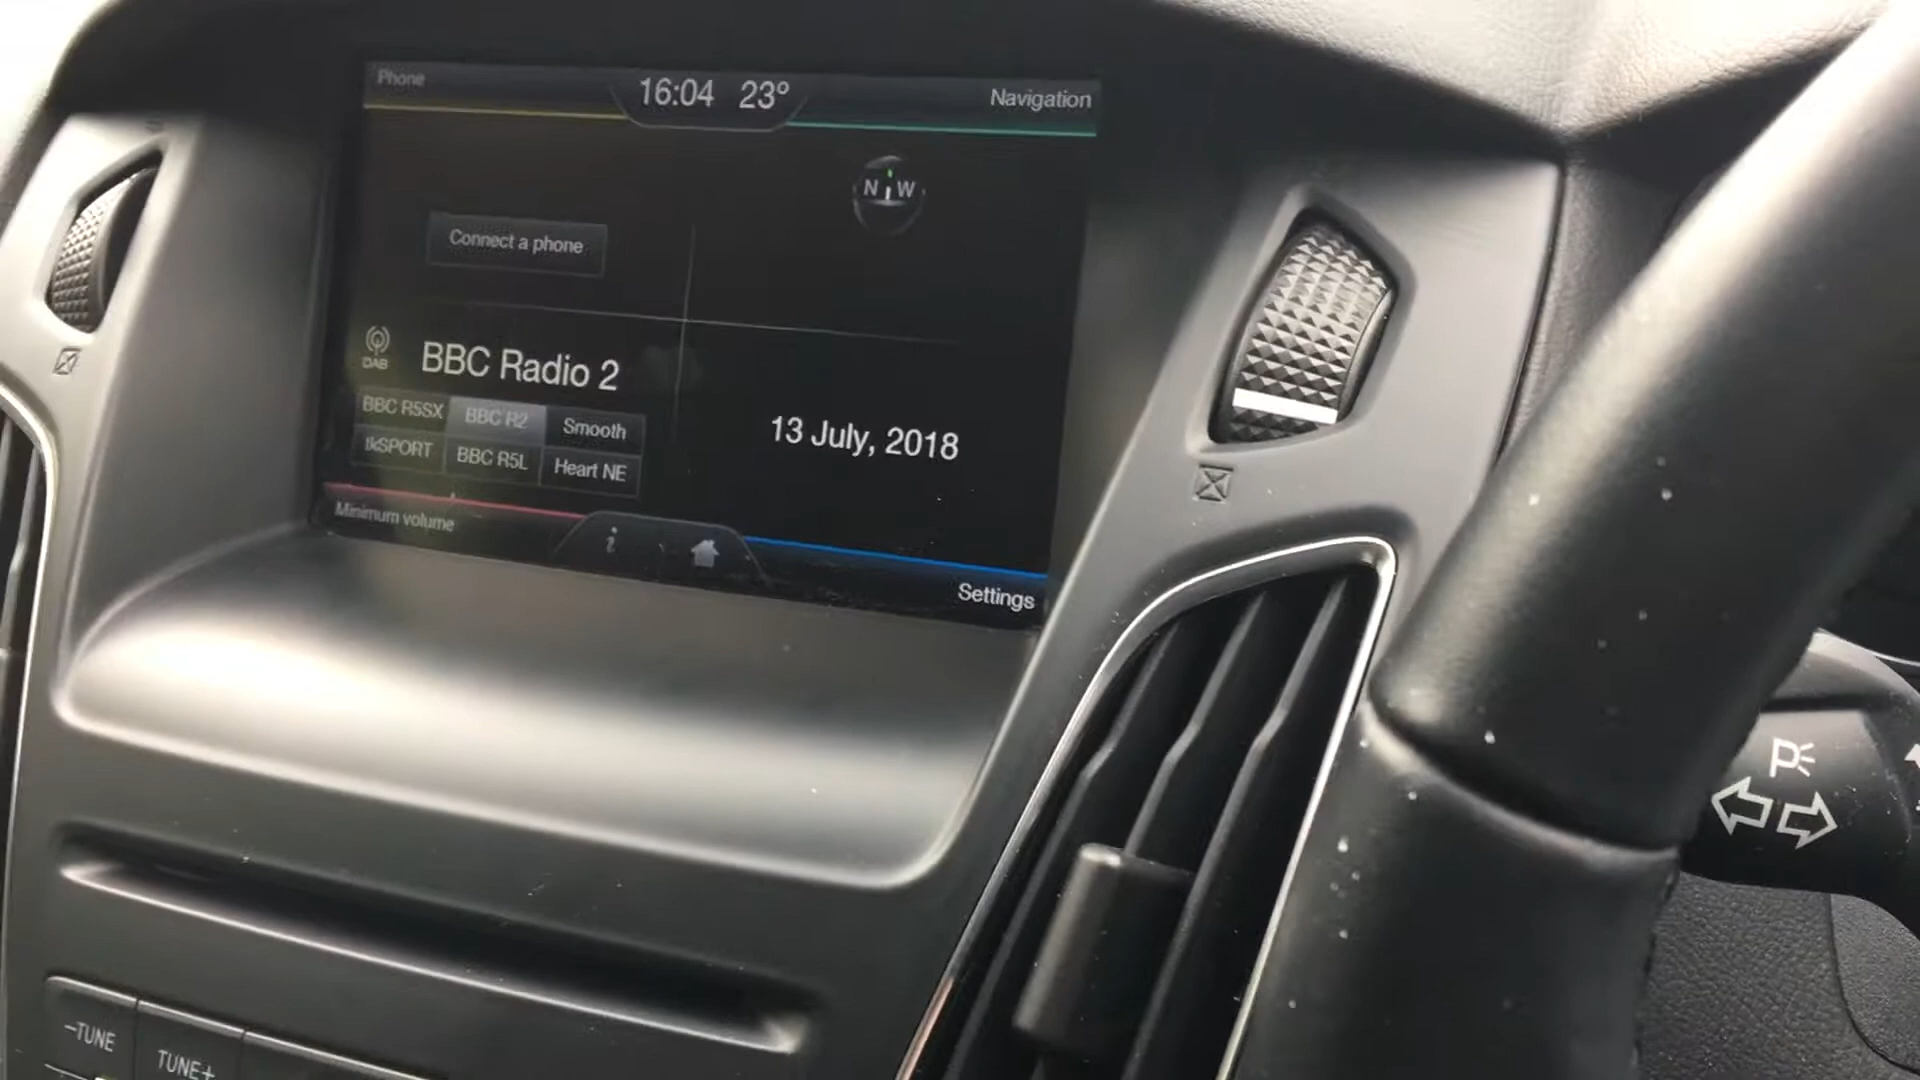 Phone
16:04 23°
Navigation
N W
Connect a phone
DAB
BBC Radio 2
BBC R5SX BBC R2 Smooth
tkSPORT BBC R5L Heart NE
13 July, 2018
Minimum volume
i
Settings
P
-TUNE
TUNE+